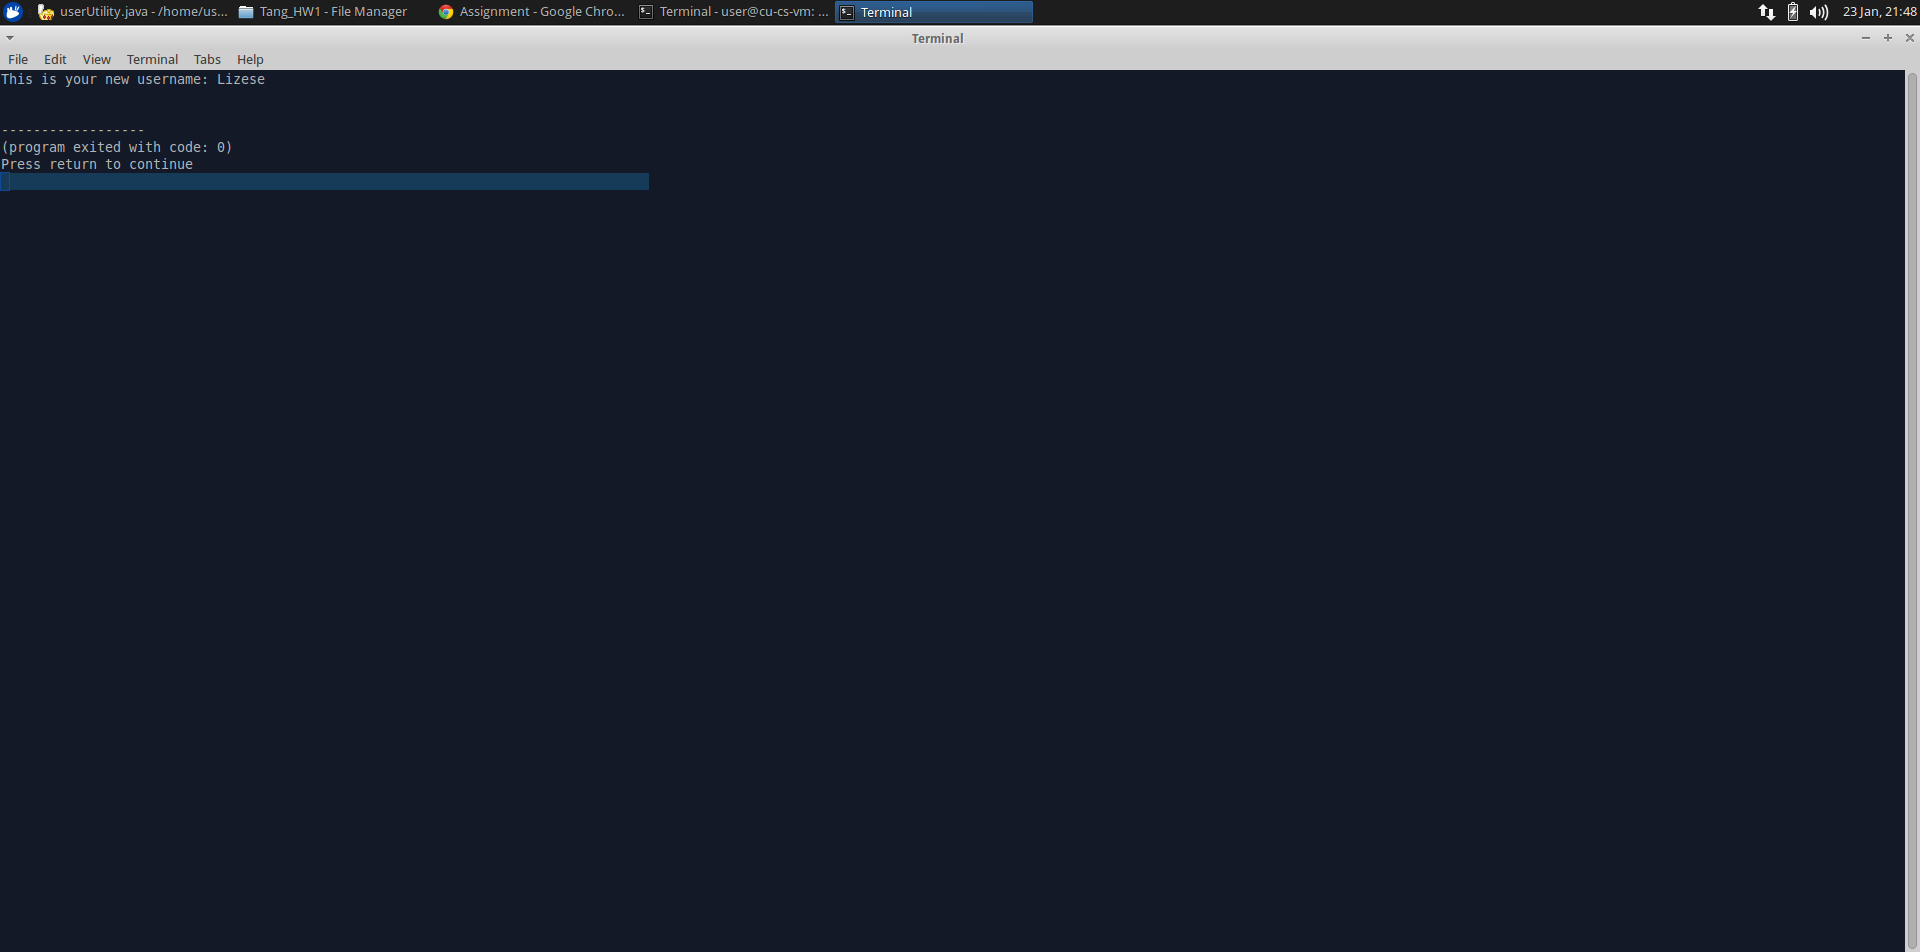 userUtility.java - /home/us...
Tang_HW1 - File Manager
Assignment - Google Chro...
Terminal - user@cu-cs-vm: ...
Terminal
23 Jan, 21:48
Terminal
File Edit View Terminal Tabs Help
This is your new username: Lizese
------------------
(program exited with code: 0)
Press return to continue